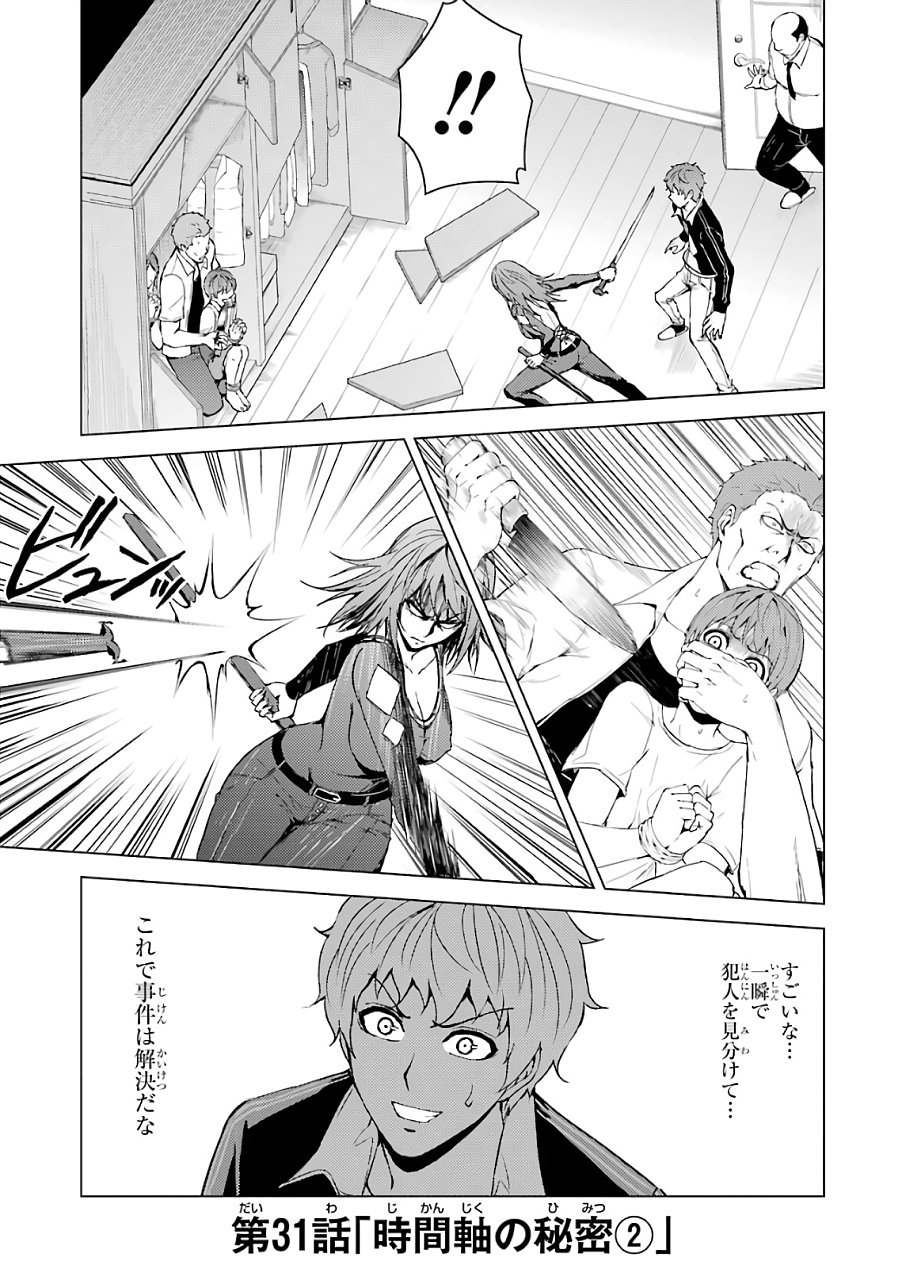 !!
ビュン
すごいな…
一瞬で
犯人を見分けて…
これで事件は解決だな
第31話「時間軸の秘密②」